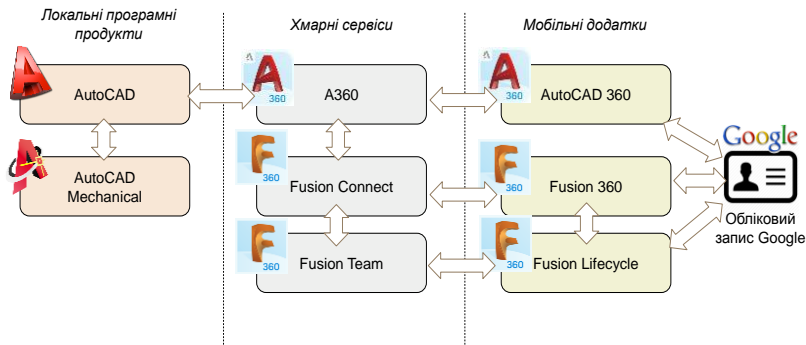 Локальні програмні
продукти
Хмарні сервіси
Мобільні додатки
AutoCAD
A360
AutoCAD 360
AutoCAD
Mechanical
Fusion Connect
Fusion 360
Fusion Team
Fusion Lifecycle
360
360
360
360
360
360
Google
Обліковий
запис Google